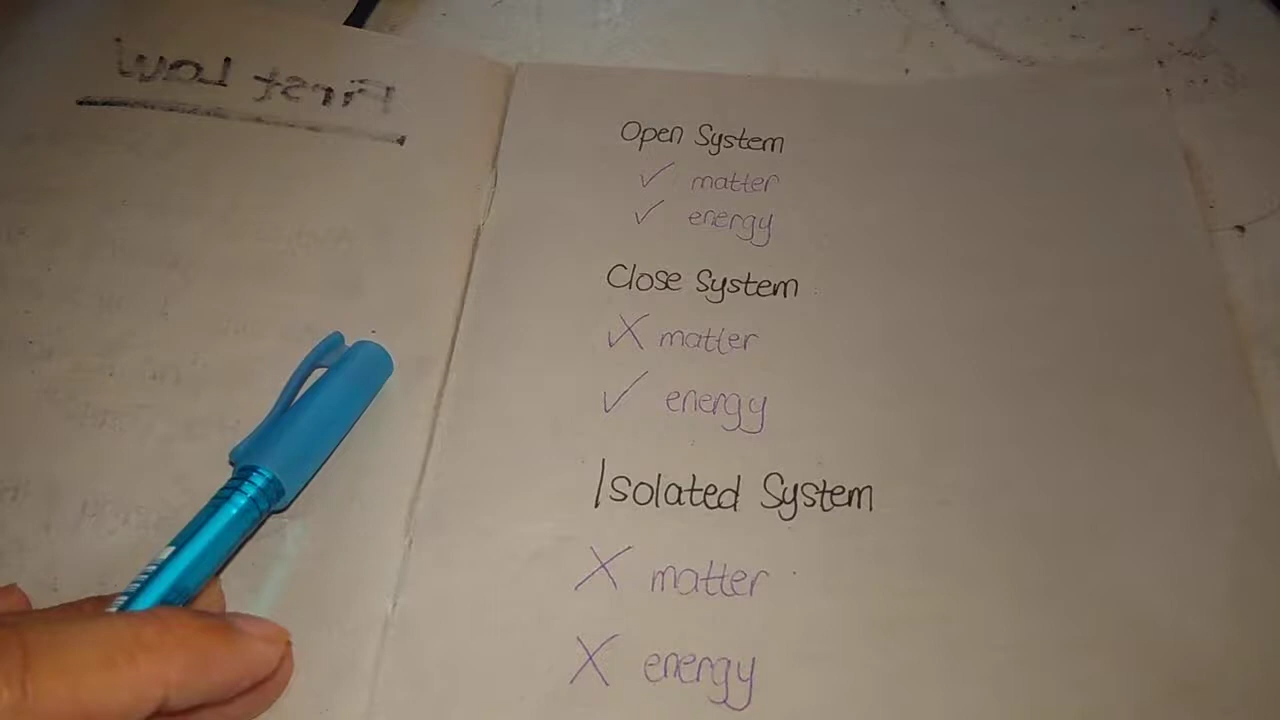 First Law
Open System
✓ matter
✓ energy
Close System
X matter
✓ energy
Isolated System
X matter
X energy